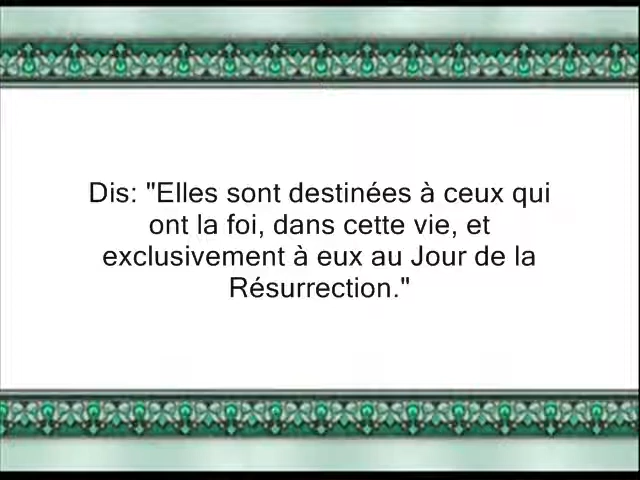 Dis: "Elles sont destinées à ceux qui
ont la foi, dans cette vie, et
exclusivement à eux au Jour de la
Résurrection."